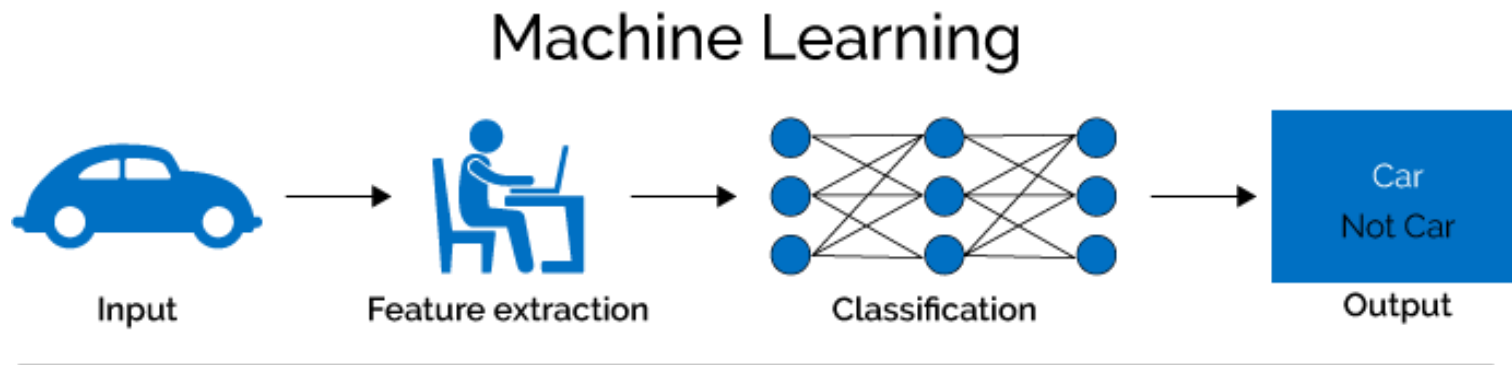 Machine Learning
Car
Not Car
Input
Feature extraction
Classification
Output